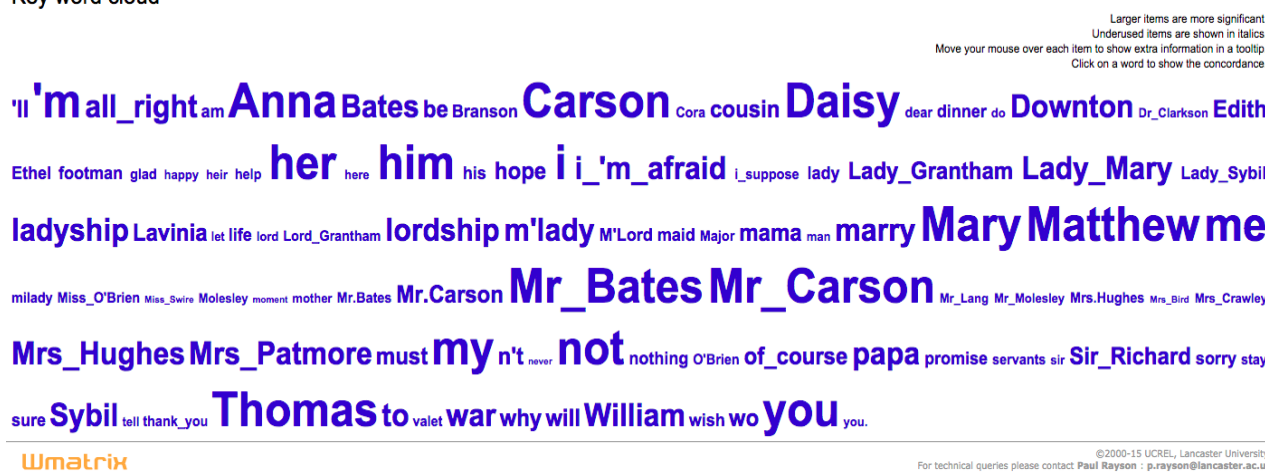 Key word cloud
Larger items are more significant
Underused items are shown in italics
Move your mouse over each item to show extra information in a tooltip
Click on a word to show the concordance
'll 'm all_right am Anna Bates be Branson Carson Cora cousin Daisy dear dinner do Downton Dr_Clarkson Edith
Ethel footman glad happy heir help her here him his hope i i_'m_afraid i_suppose lady Lady_Grantham Lady_Mary Lady_Sybil
ladyship Lavinia let life lord Lord_Grantham lordship m'lady M'Lord maid Major mama man marry Mary Matthew me
milady Miss_O'Brien Miss_Swire Molesley moment mother Mr.Bates Mr.Carson Mr_Bates Mr_Carson Mr_Lang Mr_Molesley Mrs.Hughes Mrs_Bird Mrs_Crawley
Mrs_Hughes Mrs_Patmore must my n't never not nothing O'Brien of_course papa promise servants sir Sir_Richard sorry stay
sure Sybil tell thank_you Thomas to valet war why will William wish wo you you.
Wmatrix
©2000-15 UCREL, Lancaster University
For technical queries please contact Paul Rayson : p.rayson@lancaster.ac.u